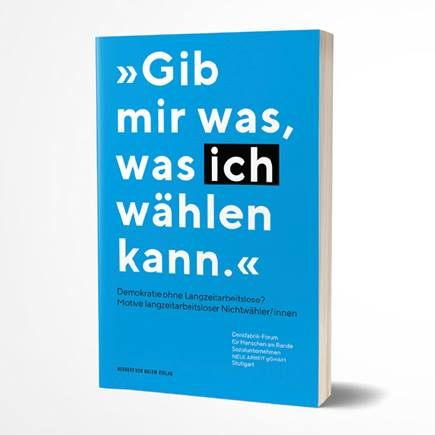 »Gib
mir was,
was ich
wählen
kann.«
Demokratie ohne Langzeitarbeitslose?
Motive langzeitarbeitsloser Nichtwähler/innen
Denkfabrik-Forum
für Menschen am Rande
Sozialunternehmen
NEUE ARBEIT gGmbH
Stuttgart
HERBERT VON HALEM VERLAG